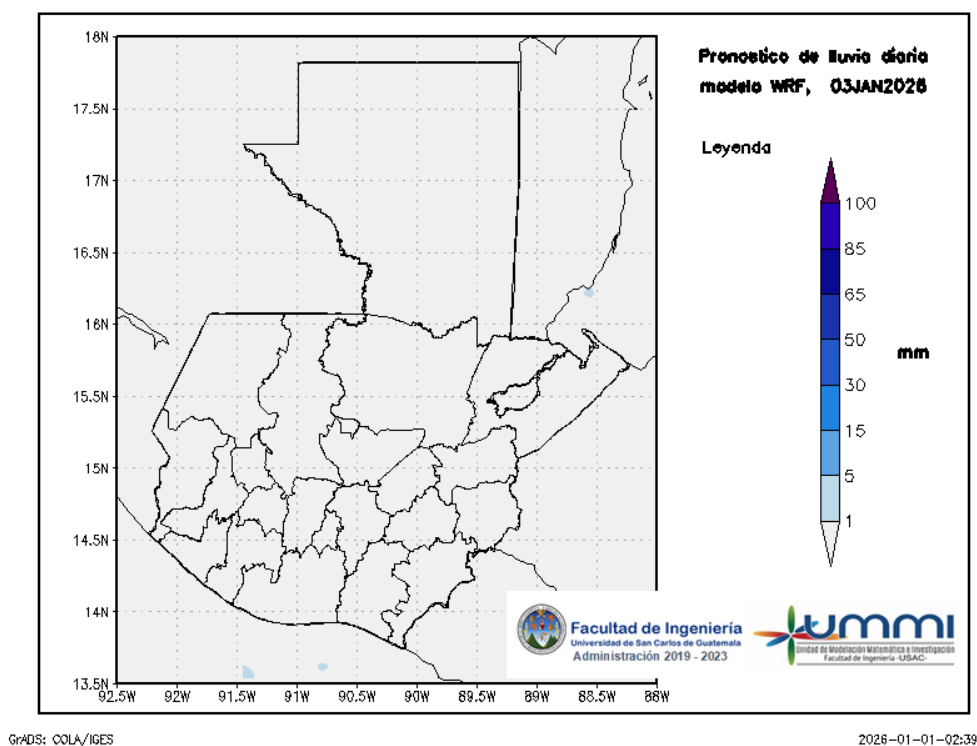 Pronostico de lluvia diaria
modelo WRF, 03JAN2026
Leyenda
100
85
65
50
30
15
5
1
mm
18N
17.5N
17N
16.5N
16N
15.5N
15N
14.5N
14N
13.5N
92.5W
92W
91.5W
91W
90.5W
90W
89.5W
89W
88.5W
88W
Facultad de Ingeniería
Universidad de San Carlos de Guatemala
Administración 2019 - 2023
ummi
Unidad de Modelación Matemática e Investigación
Facultad de Ingeniería -USAC-
GrADS: COLA/IGES
2026-01-01-02:39